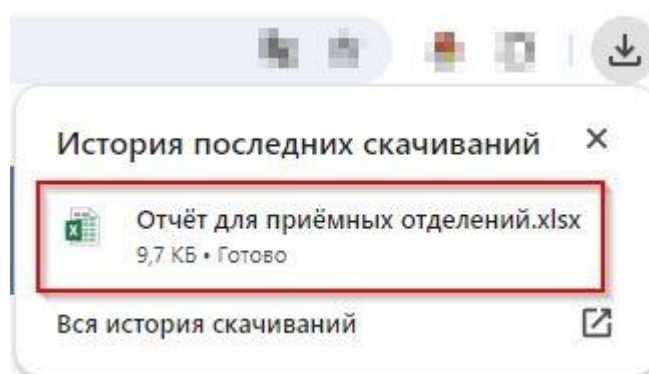 История последних скачиваний
Отчёт для приёмных отделений.xlsx
9,7 КБ • Готово
Вся история скачиваний